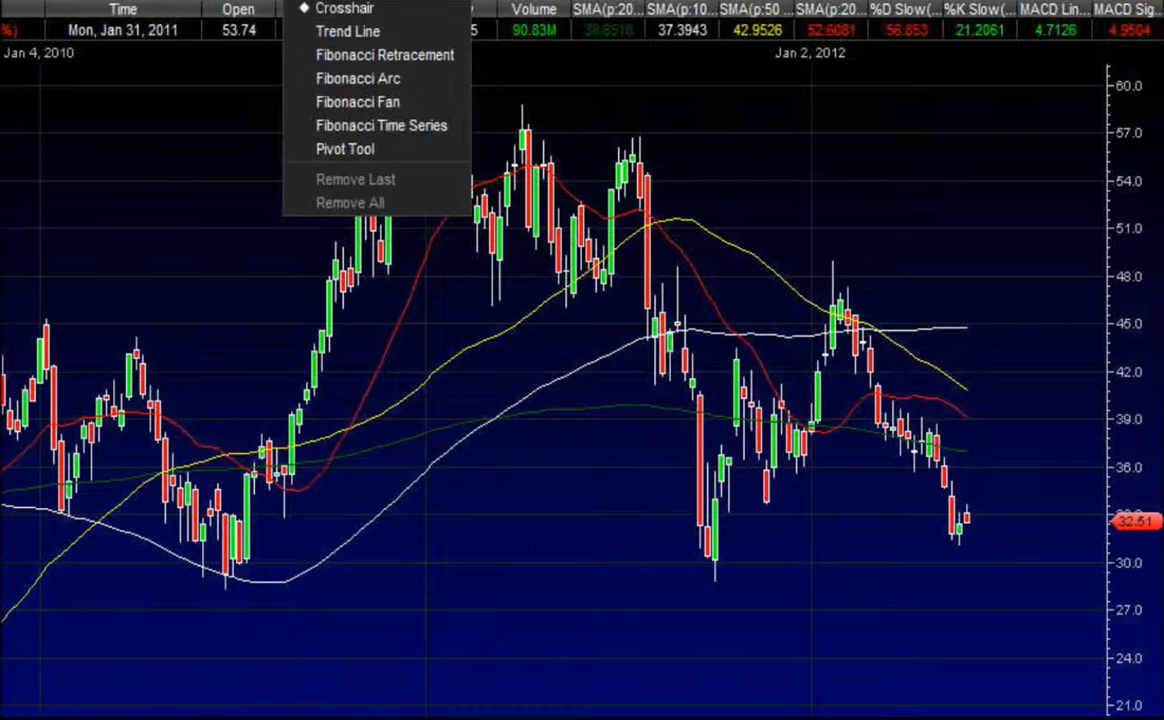 Time Open Volume SMA(p:20... SMA(p:10... SMA(p:50 ... SMA(p:20... %D Slow(... %K Slow(... MACD Lin... MACD Sig...
%) Mon, Jan 31, 2011 53.74 5 90.83M 37.3943 42.9526 52.6081 56.653 21.2061 4.7126 4.9504
Jan 4, 2010 Jan 2, 2012
Crosshair
Trend Line
Fibonacci Retracement
Fibonacci Arc
Fibonacci Fan
Fibonacci Time Series
Pivot Tool
Remove Last
Remove All
60.0
57.0
54.0
51.0
48.0
45.0
42.0
39.0
36.0
32.51
30.0
27.0
24.0
21.0